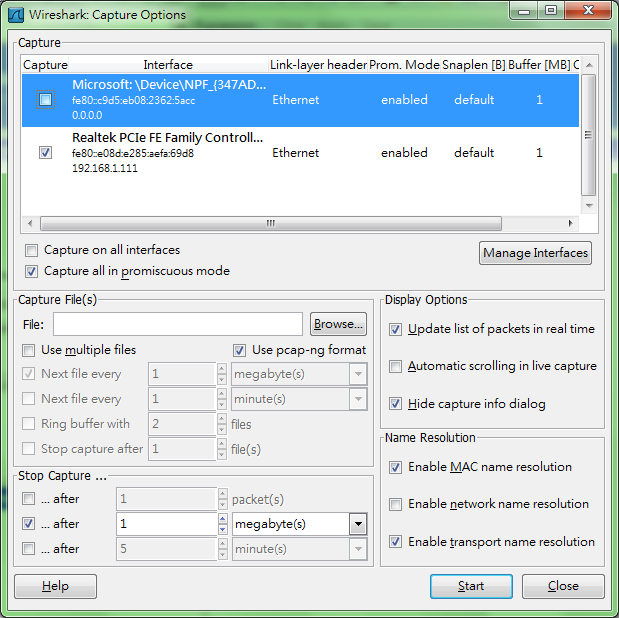 Wireshark: Capture Options
Capture
Capture Interface Link-layer header Prom. Mode Snaplen [B] Buffer [MB] C
Microsoft: \Device\NPF_{347AD...
fe80::c9d5:eb08:2362:5acc Ethernet enabled default 1
0.0.0.0
Realtek PCIe FE Family Controll...
fe80::e08d:e285:aefa:69d8 Ethernet enabled default 1
192.168.1.111
Capture on all interfaces
Manage Interfaces
Capture all in promiscuous mode
Capture File(s)
File:
Browse...
Use multiple files
Use pcap-ng format
Next file every 1 megabyte(s)
Next file every 1 minute(s)
Ring buffer with 2 files
Stop capture after 1 file(s)
Display Options
Update list of packets in real time
Automatic scrolling in live capture
Hide capture info dialog
Stop Capture ...
... after 1 packet(s)
... after 1 megabyte(s)
... after 5 minute(s)
Name Resolution
Enable MAC name resolution
Enable network name resolution
Enable transport name resolution
Help
Start
Close